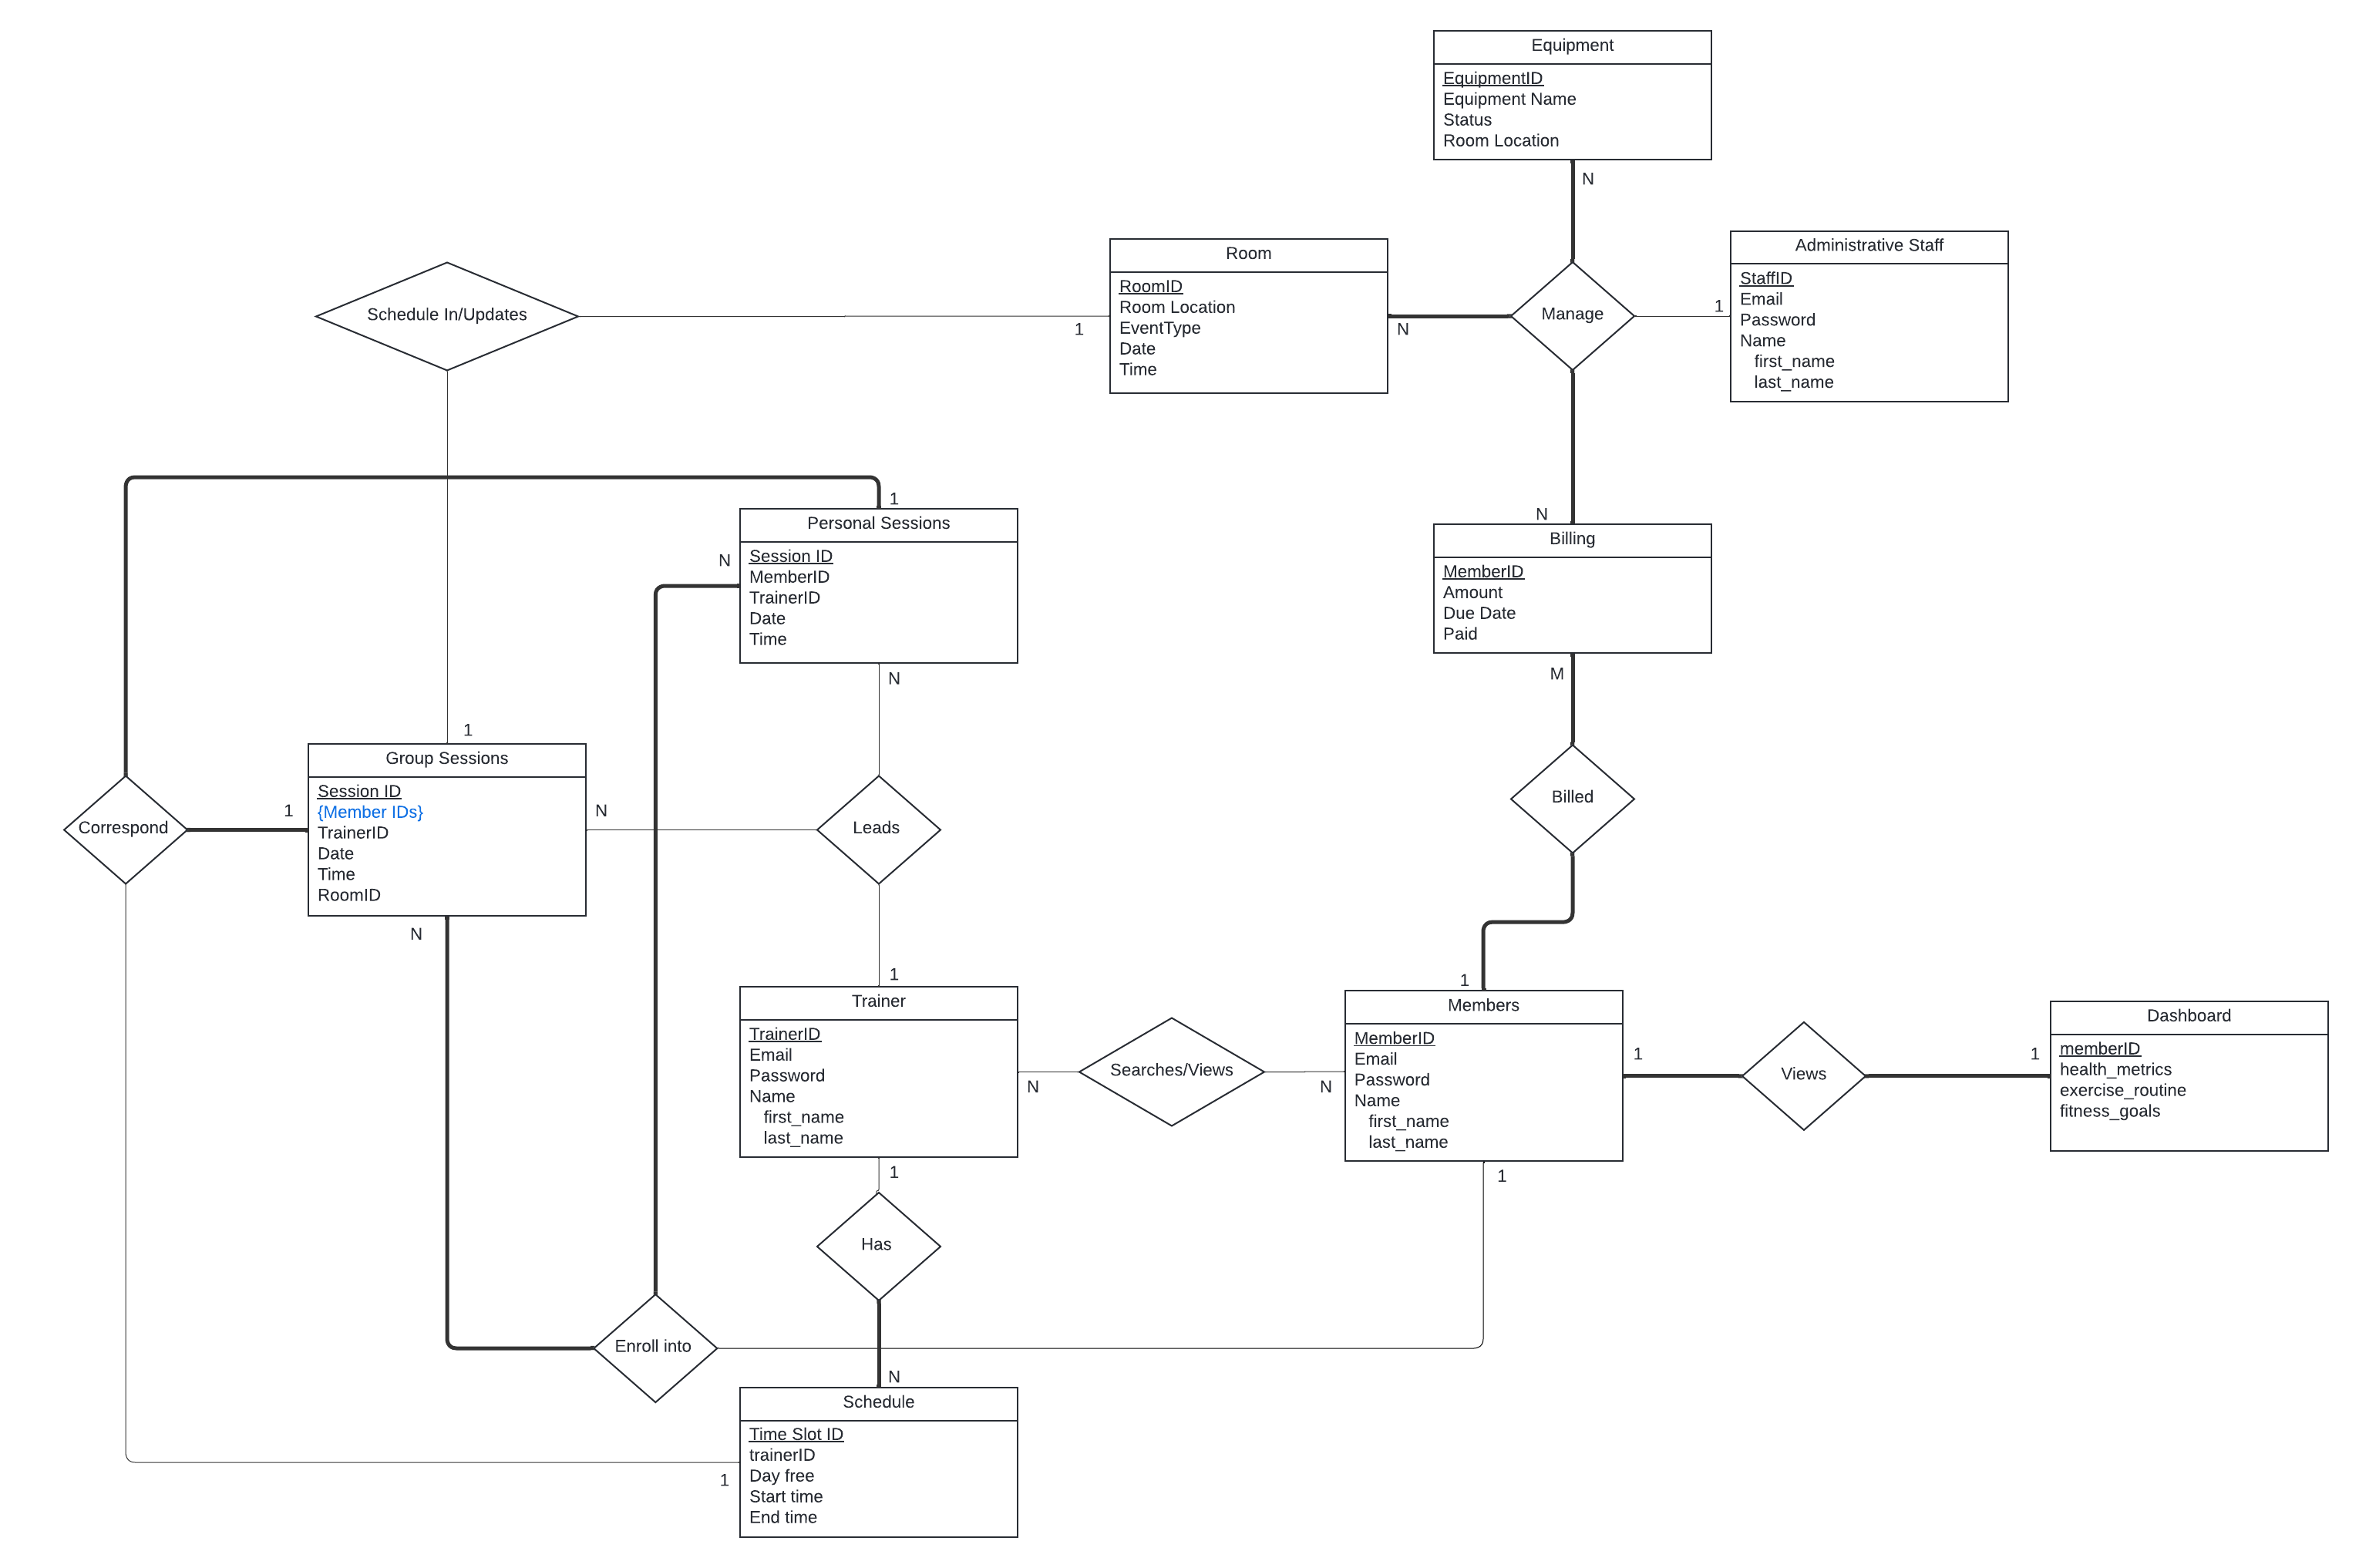 Equipment
EquipmentID
Equipment Name
Status
Room Location
N
Administrative Staff
StaffID
Email
Password
Name
first_name
last_name
1
Manage
N
Room
RoomID
Room Location
EventType
Date
Time
1
Schedule In/Updates
1
Personal Sessions
Session ID
MemberID
TrainerID
Date
Time
N
N
N
Billing
MemberID
Amount
Due Date
Paid
M
1
Group Sessions
Session ID
{Member IDs}
TrainerID
Date
Time
RoomID
1
N
N
Correspond
Leads
Billed
1
Trainer
TrainerID
Email
Password
Name
first_name
last_name
N
1
Searches/Views
N
1
Members
MemberID
Email
Password
Name
first_name
last_name
1
1
Views
1
Dashboard
memberID
health_metrics
exercise_routine
fitness_goals
Has
Enroll into
N
Schedule
Time Slot ID
trainerID
Day free
Start time
End time
1